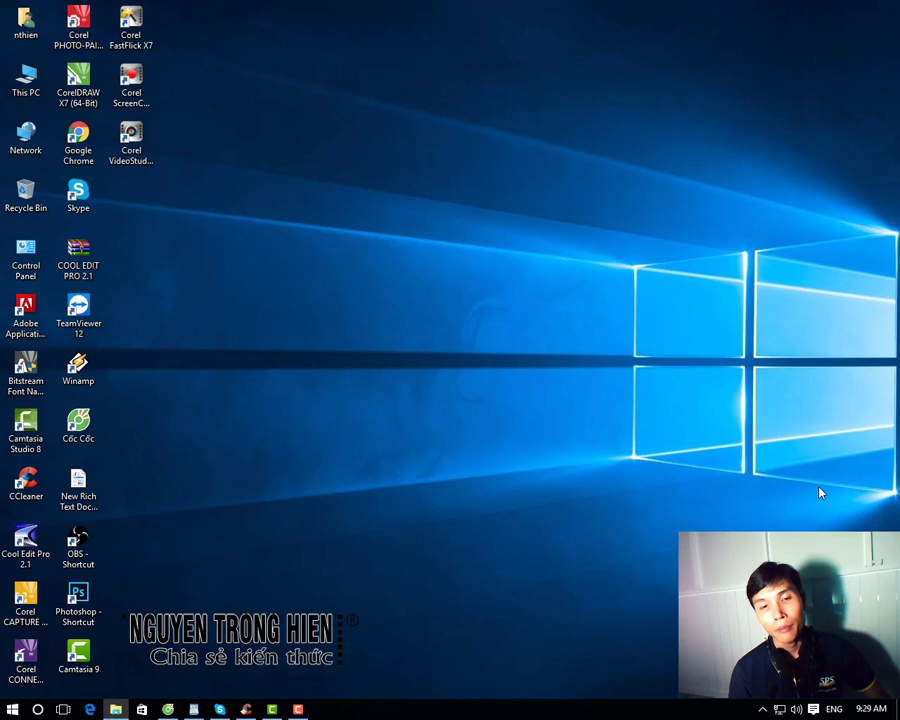 nthien
Corel PHOTO-PAI...
Corel FastFlick X7
This PC
CorelDRAW X7 (64-Bit)
Corel ScreenC...
Network
Google Chrome
Corel VideoStud...
Recycle Bin
Skype
Control Panel
COOL EDIT PRO 2.1
Adobe Applicati...
TeamViewer 12
Bitstream Font Na...
Winamp
Camtasia Studio 8
Cốc Cốc
CCleaner
New Rich Text Doc...
Cool Edit Pro 2.1
OBS - Shortcut
Corel CAPTURE ...
Photoshop - Shortcut
Corel CONNE...
Camtasia 9
NGUYEN TRONG HIEN ®
Chia sẻ kiến thức
SPS
ENG
9:29 AM